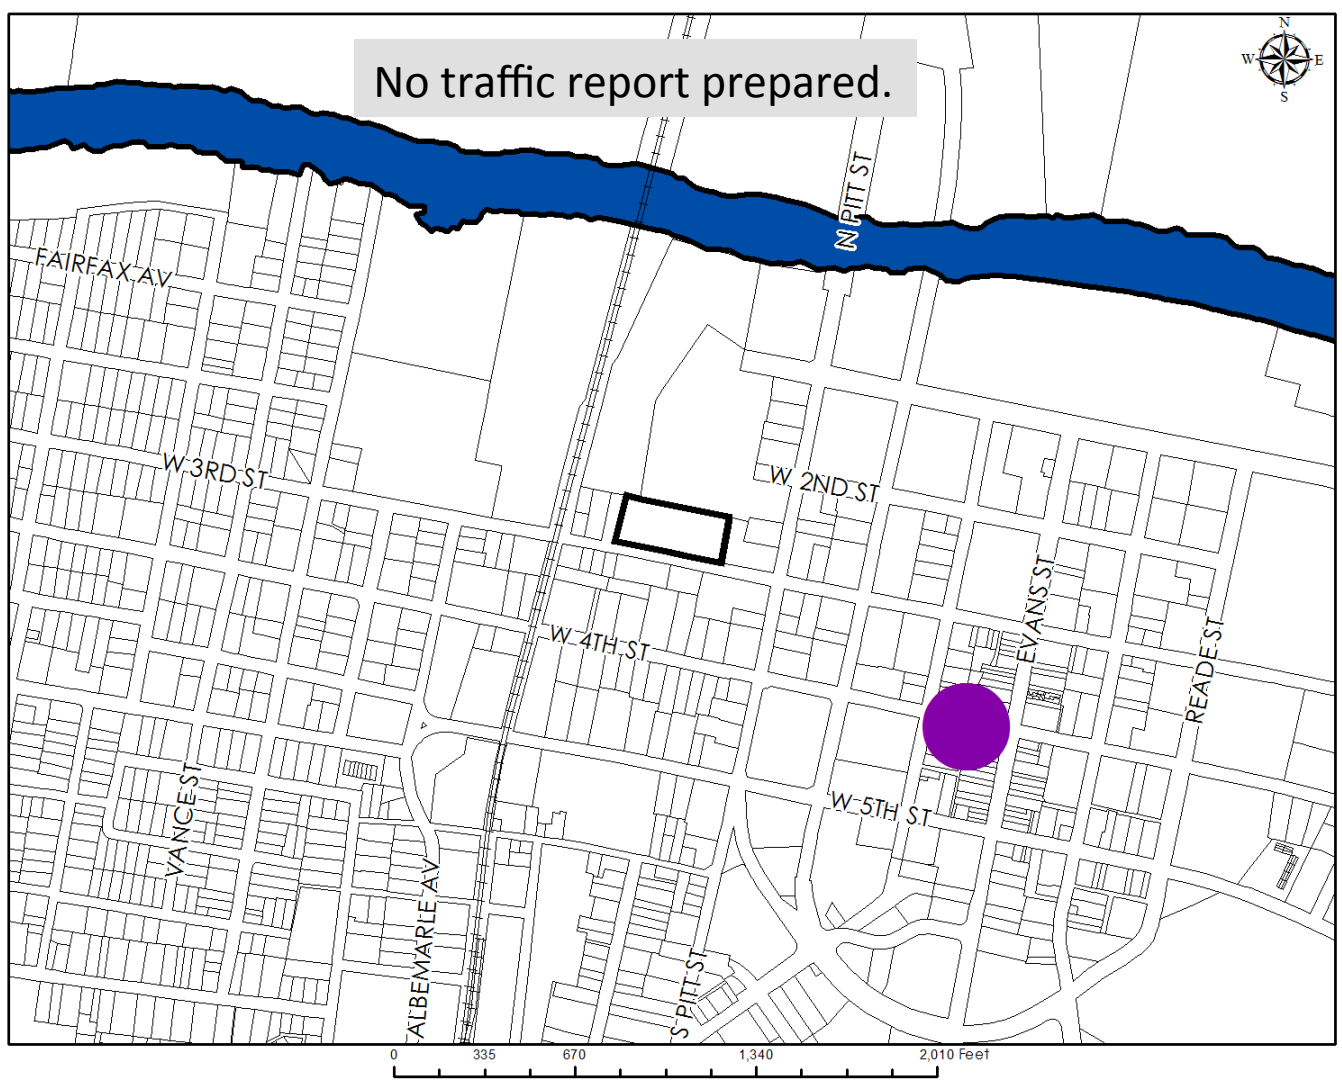 N
W E
S
No traffic report prepared.
N PITT ST
FAIRFAX AV
W 3RD ST
W 2ND ST
EVANS ST
W 4TH ST
READE ST
W 5TH ST
VANCE ST
ALBEMARLE AV
S PITT ST
0 335 670 1,340 2,010 Feet